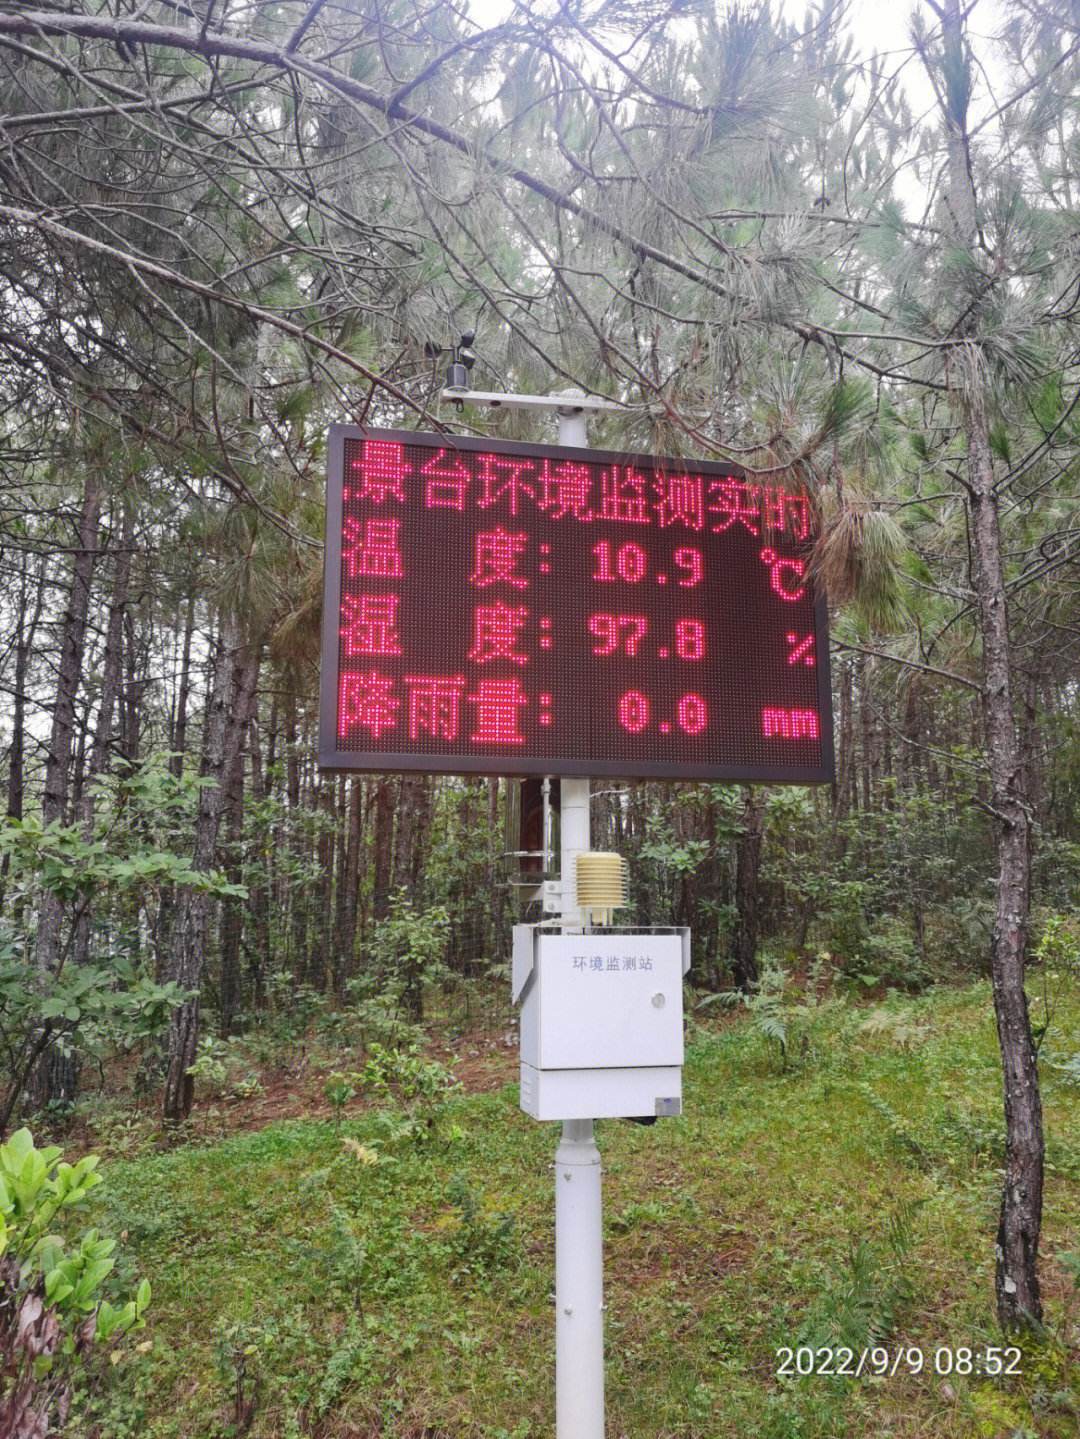 景台环境监测实时
温 度: 10.9 ℃
湿 度: 97.8 %
降雨量: 0.0 mm
环境监测站
2022/9/9 08:52